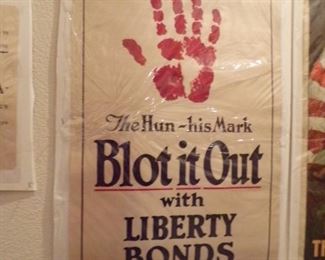 The Hun - his Mark
Blot it Out
with
LIBERTY
BONDS